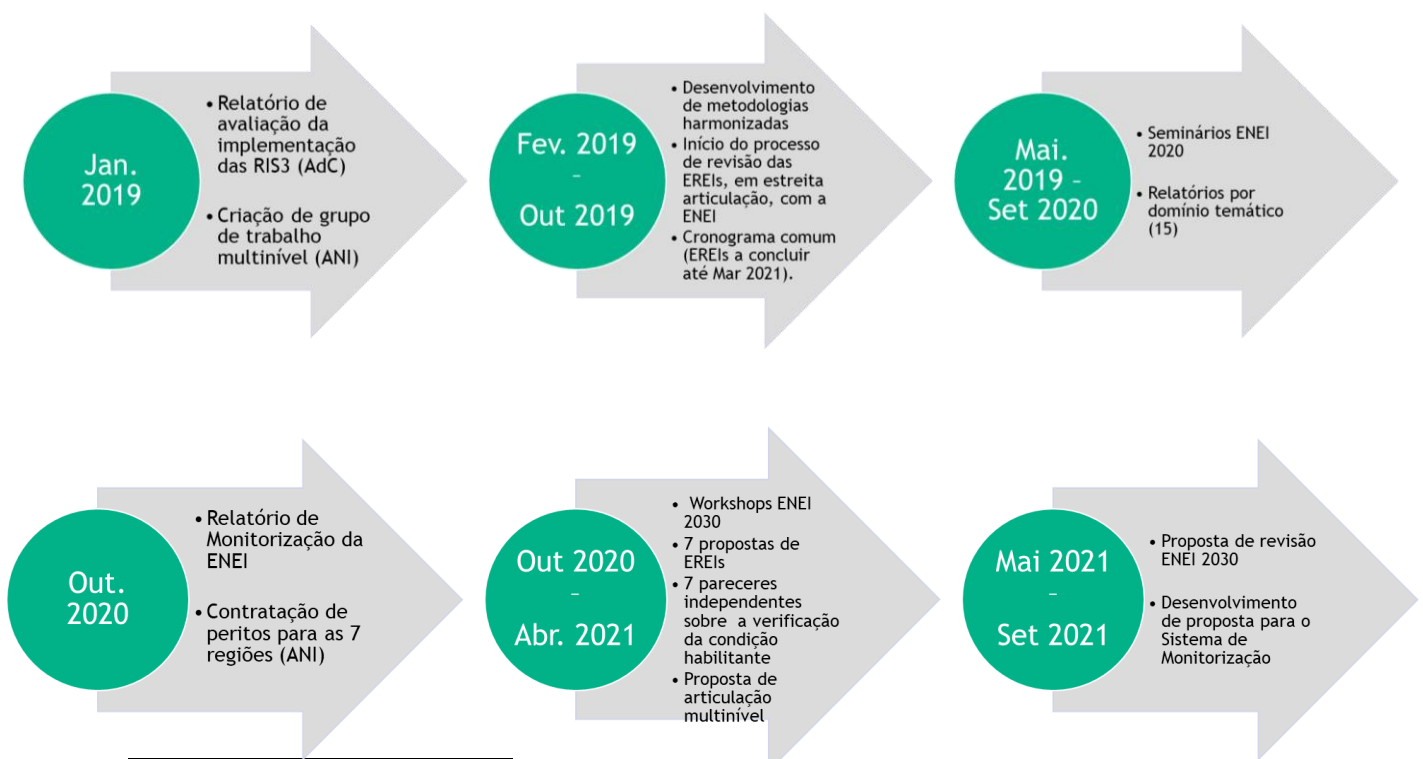 Jan.
2019
• Relatório de
avaliação da
implementação
das RIS3 (AdC)
• Criação de grupo
de trabalho
multinível (ANI)
Fev. 2019
–
Out 2019
• Desenvolvimento
de metodologias
harmonizadas
• Início do processo
de revisão das
EREIs, em estreita
articulação, com a
ENEI
• Cronograma comum
(EREIs a concluir
até Mar 2021).
Mai.
2019 –
Set 2020
• Seminários ENEI
2020
• Relatórios por
domínio temático
(15)
Out.
2020
• Relatório de
Monitorização da
ENEI
• Contratação de
peritos para as 7
regiões (ANI)
Out 2020
–
Abr. 2021
• Workshops ENEI
2030
• 7 propostas de
EREIs
• 7 pareceres
independentes
sobre a verificação
da condição
habilitante
• Proposta de
articulação
multinível
Mai 2021
–
Set 2021
• Proposta de revisão
ENEI 2030
• Desenvolvimento
de proposta para o
Sistema de
Monitorização